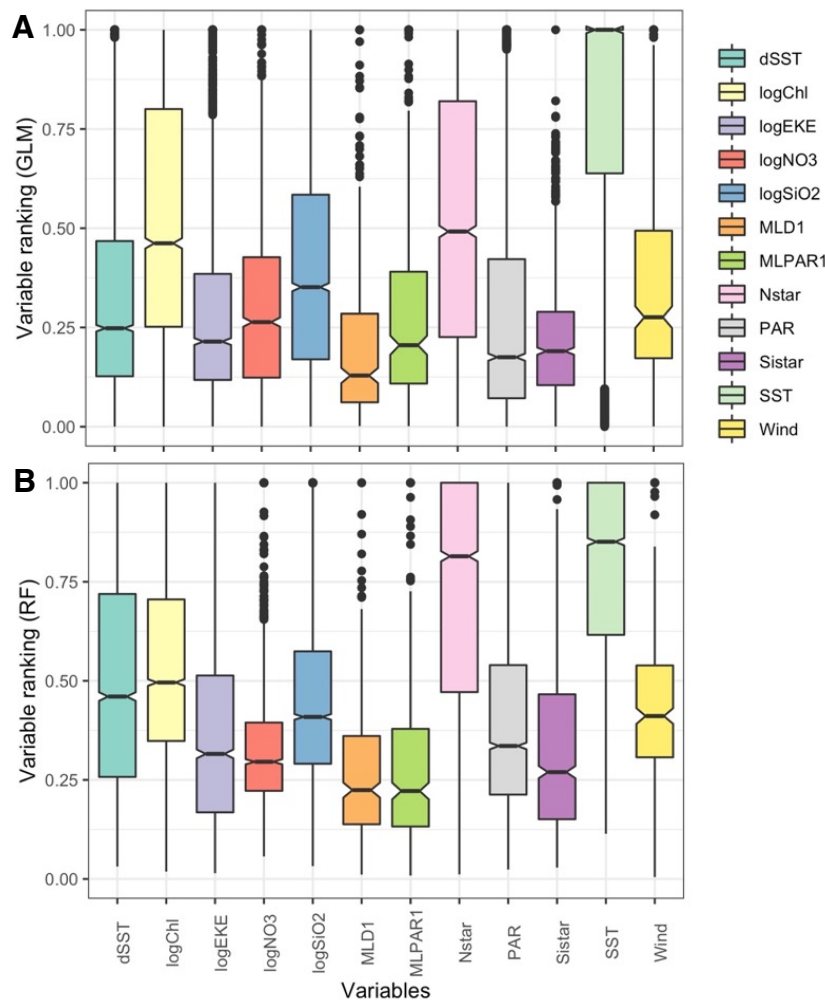 A
Variable ranking (GLM)
1.00
0.75
0.50
0.25
0.00
dSST
logChl
logEKE
logNO3
logSiO2
MLD1
MLPAR1
Nstar
PAR
Sistar
SST
Wind
B
Variable ranking (RF)
1.00
0.75
0.50
0.25
0.00
dSST
logChl
logEKE
logNO3
logSiO2
MLD1
MLPAR1
Nstar
PAR
Sistar
SST
Wind
Variables